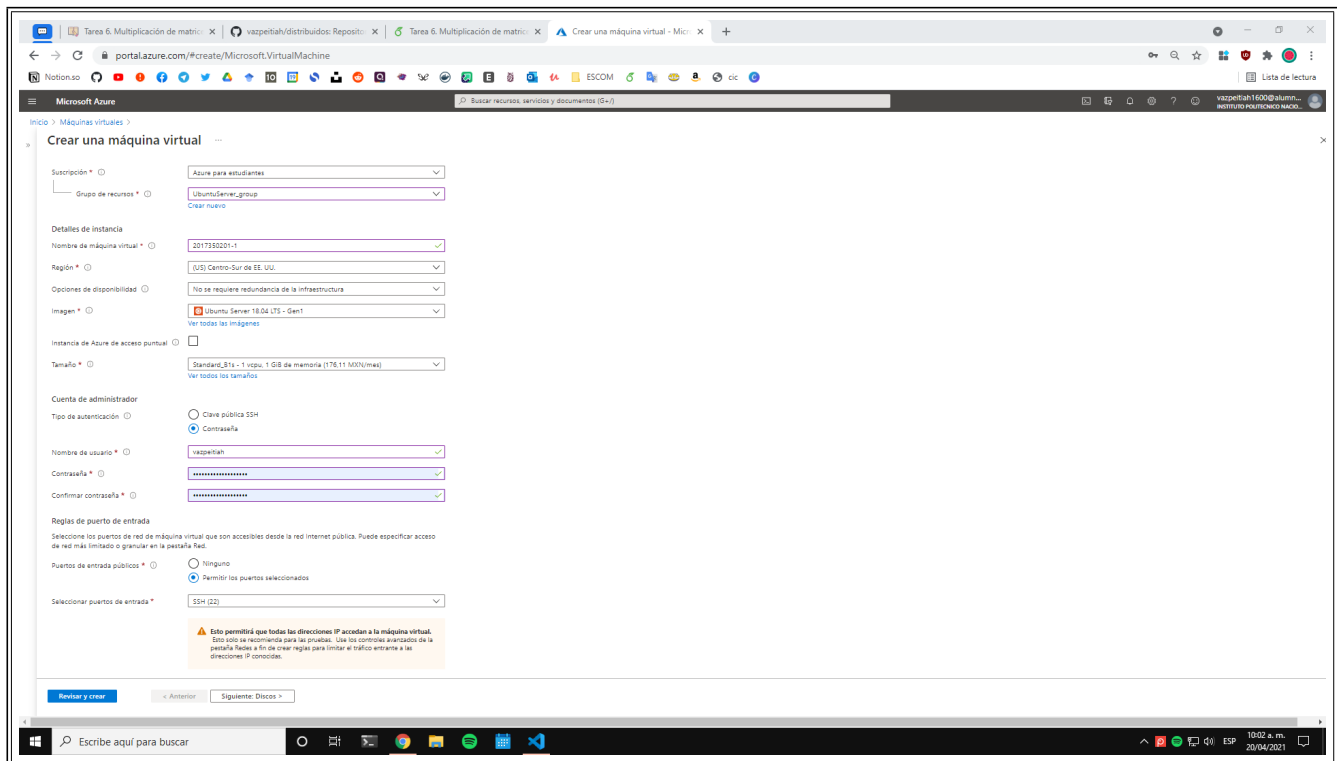 Tarea 6. Multiplicación de matric
vazpeitiah/distribuidos: Reposito
Tarea 6. Multiplicación de matric
Crear una máquina virtual - Micr
portal.azure.com/#create/Microsoft.VirtualMachine
Notion.so
ESCOM
cic
Lista de lectura
Microsoft Azure
Buscar recursos, servicios y documentos (G+/)
vazpeitiah1600@alumn...
INSTITUTO POLITECNICO NACIO...
Inicio > Máquinas virtuales >
Crear una máquina virtual ...
Suscripción *
Azure para estudiantes
Grupo de recursos *
UbuntuServer_group
Crear nuevo
Detalles de instancia
Nombre de máquina virtual *
2017350201-1
Región *
(US) Centro-Sur de EE. UU.
Opciones de disponibilidad
No se requiere redundancia de la infraestructura
Imagen *
Ubuntu Server 18.04 LTS - Gen1
Ver todas las imágenes
Instancia de Azure de acceso puntual
Tamaño *
Standard_B1s - 1 vcpu, 1 GiB de memoria (176,11 MXN/mes)
Ver todos los tamaños
Cuenta de administrador
Tipo de autenticación
Clave pública SSH
Contraseña
Nombre de usuario *
vazpeitiah
Contraseña *
Confirmar contraseña *
Reglas de puerto de entrada
Seleccione los puertos de red de máquina virtual que son accesibles desde la red Internet pública. Puede especificar acceso
de red más limitado o granular en la pestaña Red.
Puertos de entrada públicos *
Ninguno
Permitir los puertos seleccionados
Seleccionar puertos de entrada *
SSH (22)
Esto permitirá que todas las direcciones IP accedan a la máquina virtual.
Esto solo se recomienda para las pruebas. Use los controles avanzados de la
pestaña Redes a fin de crear reglas para limitar el tráfico entrante a las
direcciones IP conocidas.
Revisar y crear
< Anterior
Siguiente: Discos >
Escribe aquí para buscar
ESP
10:02 a. m.
20/04/2021